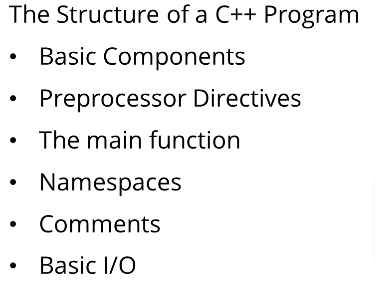 The Structure of a C++ Program
• Basic Components
• Preprocessor Directives
• The main function
• Namespaces
• Comments
• Basic I/O